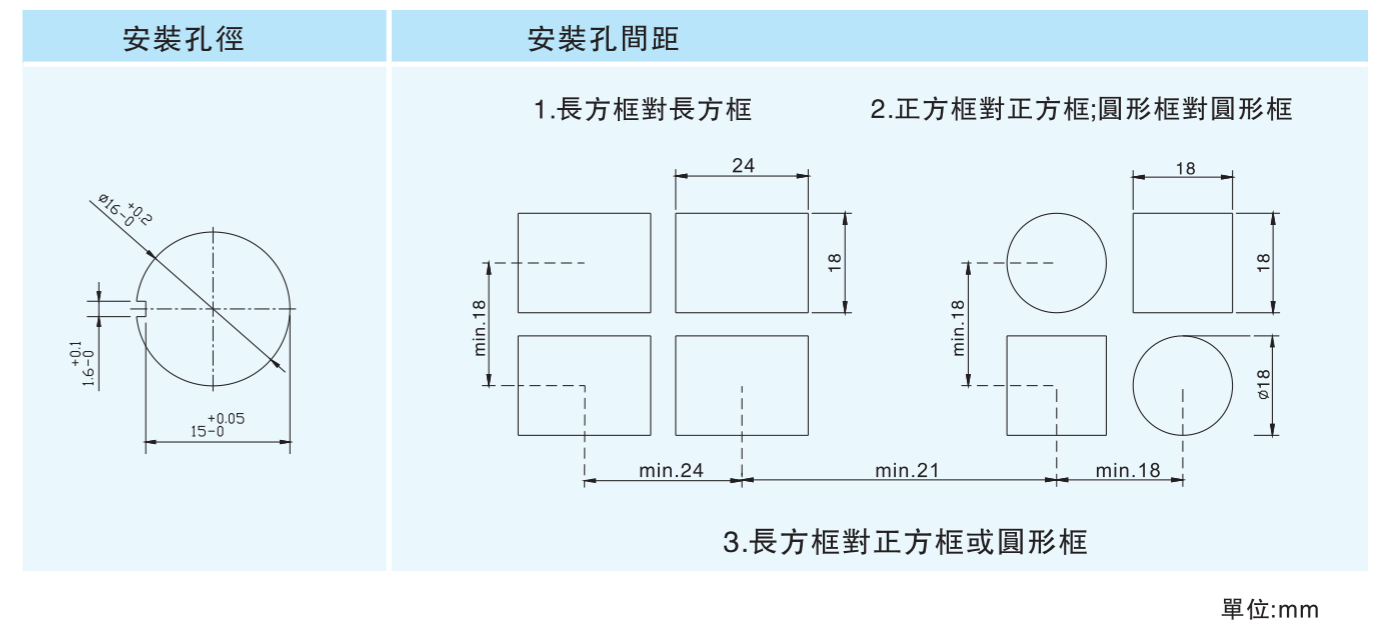 安裝孔徑
安裝孔間距
1.長方框對長方框
2.正方框對正方框;圓形框對圓形框
ø16 +0.2 -0
1.6 +0.1 -0
15 +0.05 -0
24
18
min.18
18
18
min.18
ø18
min.24
min.21
min.18
3.長方框對正方框或圓形框
單位:mm